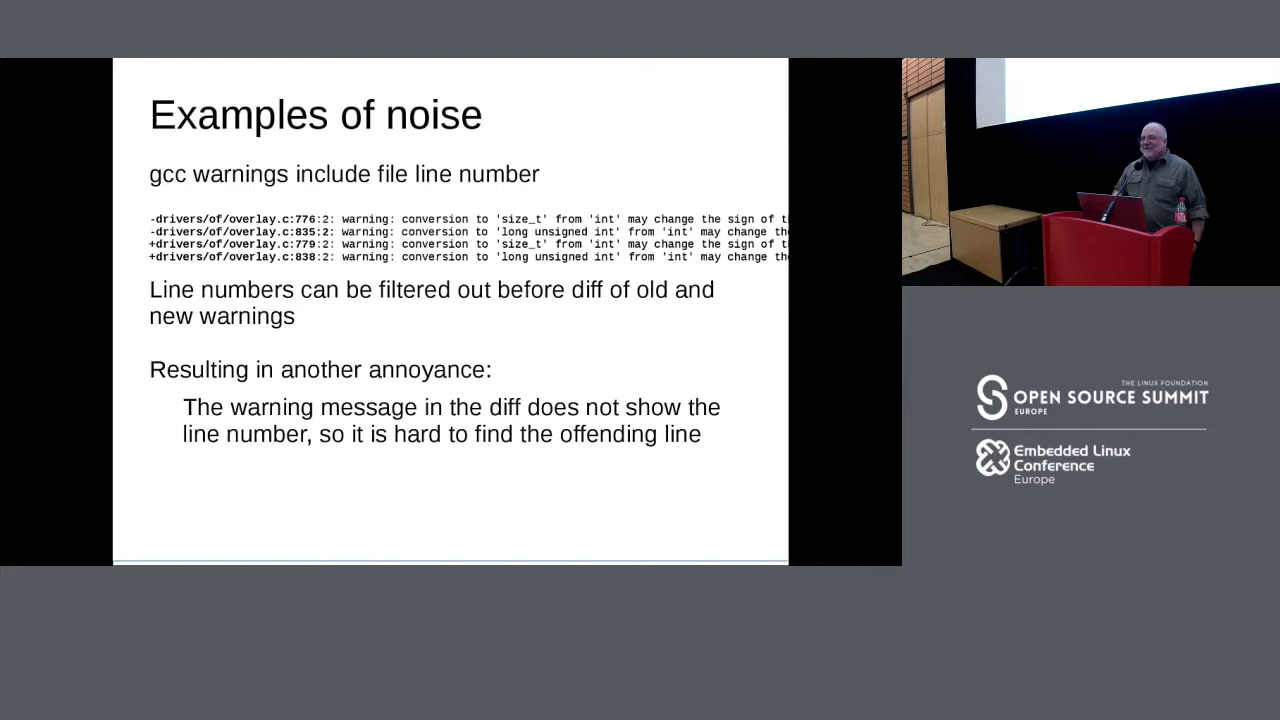 Examples of noise
gcc warnings include file line number
-drivers/of/overlay.c:776:2: warning: conversion to 'size_t' from 'int' may change the sign of
-drivers/of/overlay.c:835:2: warning: conversion to 'long unsigned int' from 'int' may change
+drivers/of/overlay.c:779:2: warning: conversion to 'size_t' from 'int' may change the sign of
+drivers/of/overlay.c:838:2: warning: conversion to 'long unsigned int' from 'int' may change
Line numbers can be filtered out before diff of old and
new warnings
Resulting in another annoyance:
The warning message in the diff does not show the
line number, so it is hard to find the offending line
THE LINUX FOUNDATION
OPEN SOURCE SUMMIT
EUROPE
Embedded Linux
Conference
Europe